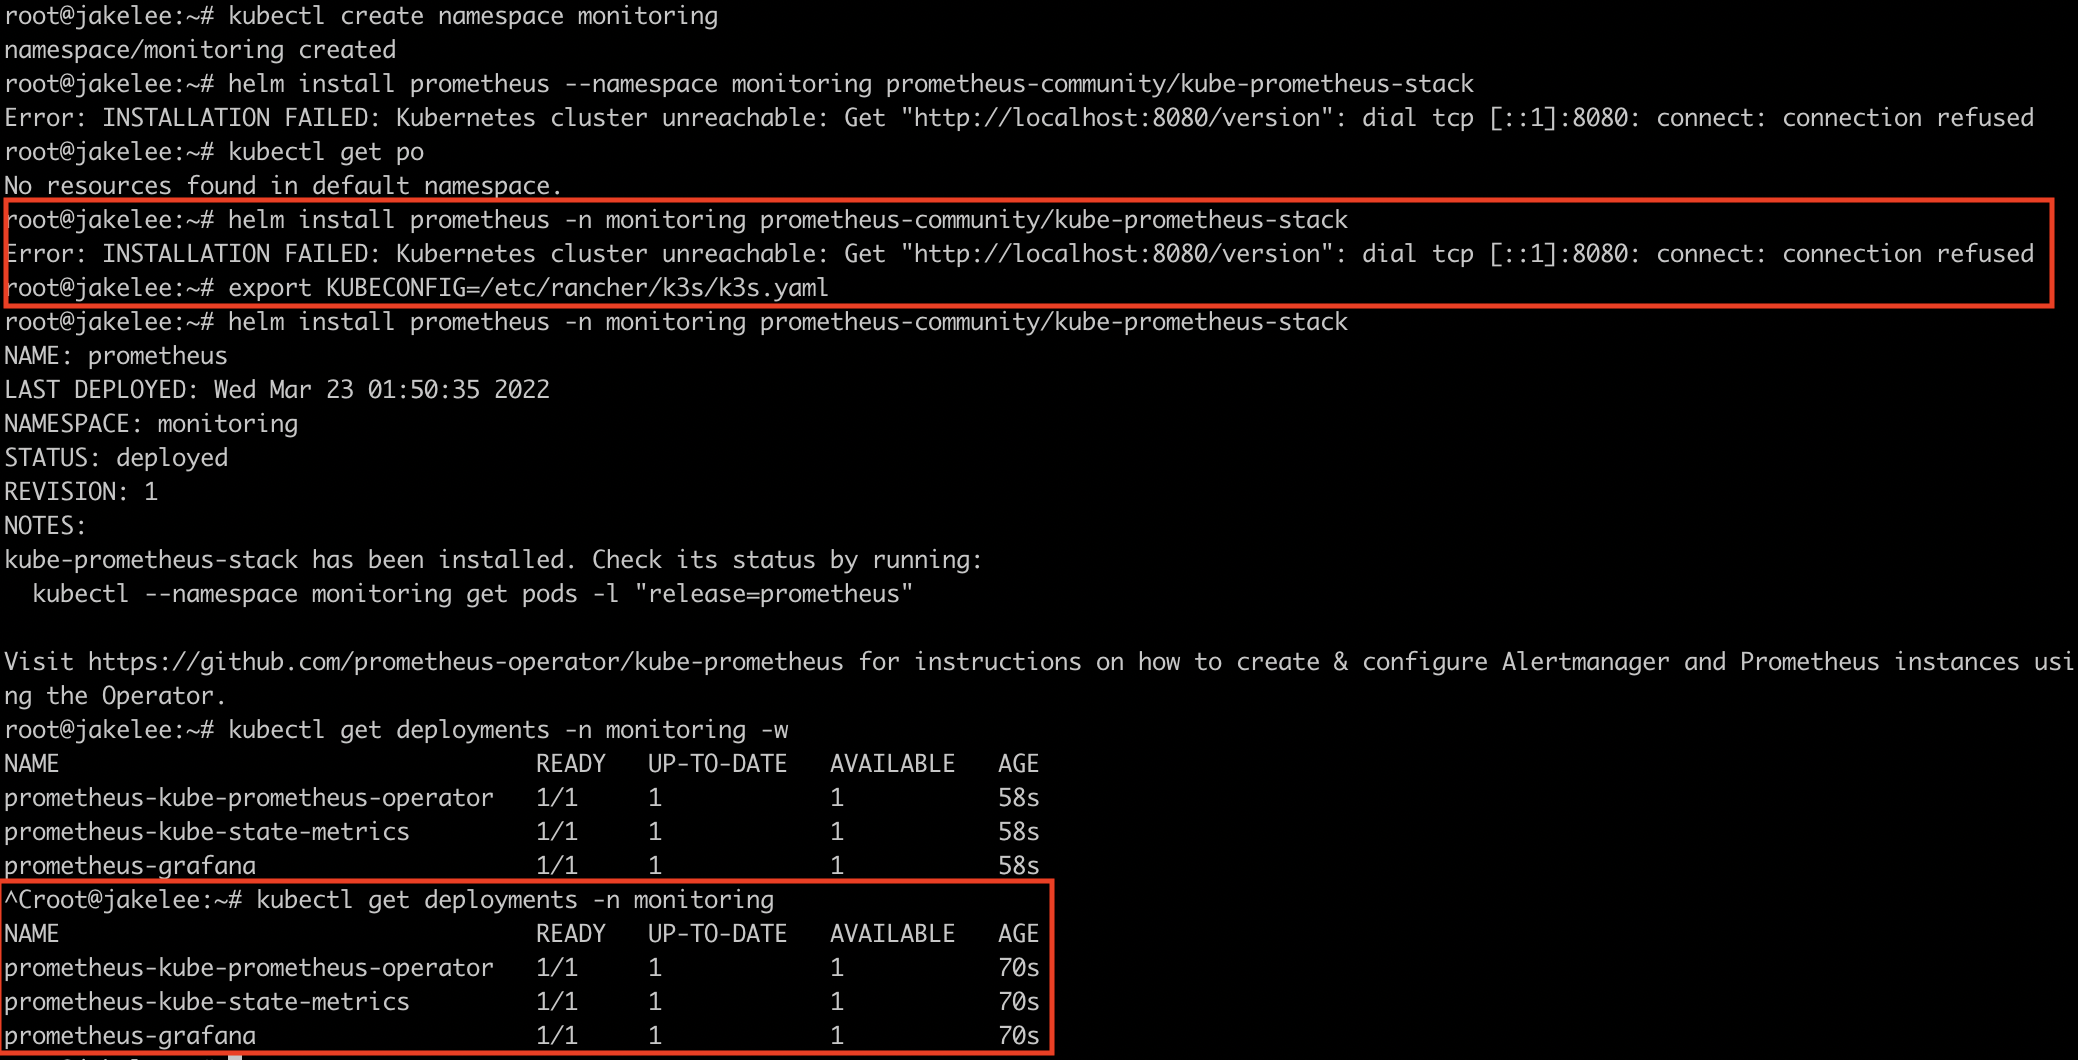 root@jakelee:~# kubectl create namespace monitoring
namespace/monitoring created
root@jakelee:~# helm install prometheus --namespace monitoring prometheus-community/kube-prometheus-stack
Error: INSTALLATION FAILED: Kubernetes cluster unreachable: Get "http://localhost:8080/version": dial tcp [::1]:8080: connect: connection refused
root@jakelee:~# kubectl get po
No resources found in default namespace.
root@jakelee:~# helm install prometheus -n monitoring prometheus-community/kube-prometheus-stack
Error: INSTALLATION FAILED: Kubernetes cluster unreachable: Get "http://localhost:8080/version": dial tcp [::1]:8080: connect: connection refused
root@jakelee:~# export KUBECONFIG=/etc/rancher/k3s/k3s.yaml
root@jakelee:~# helm install prometheus -n monitoring prometheus-community/kube-prometheus-stack
NAME: prometheus
LAST DEPLOYED: Wed Mar 23 01:50:35 2022
NAMESPACE: monitoring
STATUS: deployed
REVISION: 1
NOTES:
kube-prometheus-stack has been installed. Check its status by running:
  kubectl --namespace monitoring get pods -l "release=prometheus"

Visit https://github.com/prometheus-operator/kube-prometheus for instructions on how to create & configure Alertmanager and Prometheus instances usi
ng the Operator.
root@jakelee:~# kubectl get deployments -n monitoring -w
NAME                                  READY   UP-TO-DATE   AVAILABLE   AGE
prometheus-kube-prometheus-operator   1/1     1            1           58s
prometheus-kube-state-metrics         1/1     1            1           58s
prometheus-grafana                    1/1     1            1           58s
^Croot@jakelee:~# kubectl get deployments -n monitoring
NAME                                  READY   UP-TO-DATE   AVAILABLE   AGE
prometheus-kube-prometheus-operator   1/1     1            1           70s
prometheus-kube-state-metrics         1/1     1            1           70s
prometheus-grafana                    1/1     1            1           70s